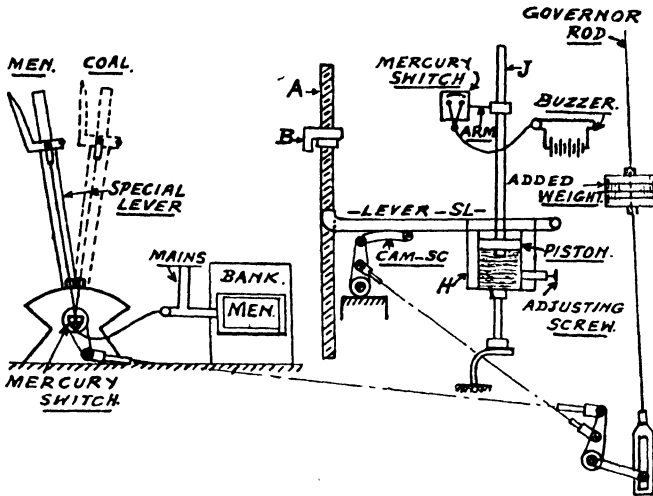 MEN.
COAL.
SPECIAL
LEVER
MAINS
BANK.
MEN.
MERCURY
SWITCH.
A
B
MERCURY
SWITCH
ARM
J
BUZZER.
GOVERNOR
ROD
ADDED
WEIGHT.
-LEVER-SL-
CAM-SC
H
PISTON.
ADJUSTING
SCREW.